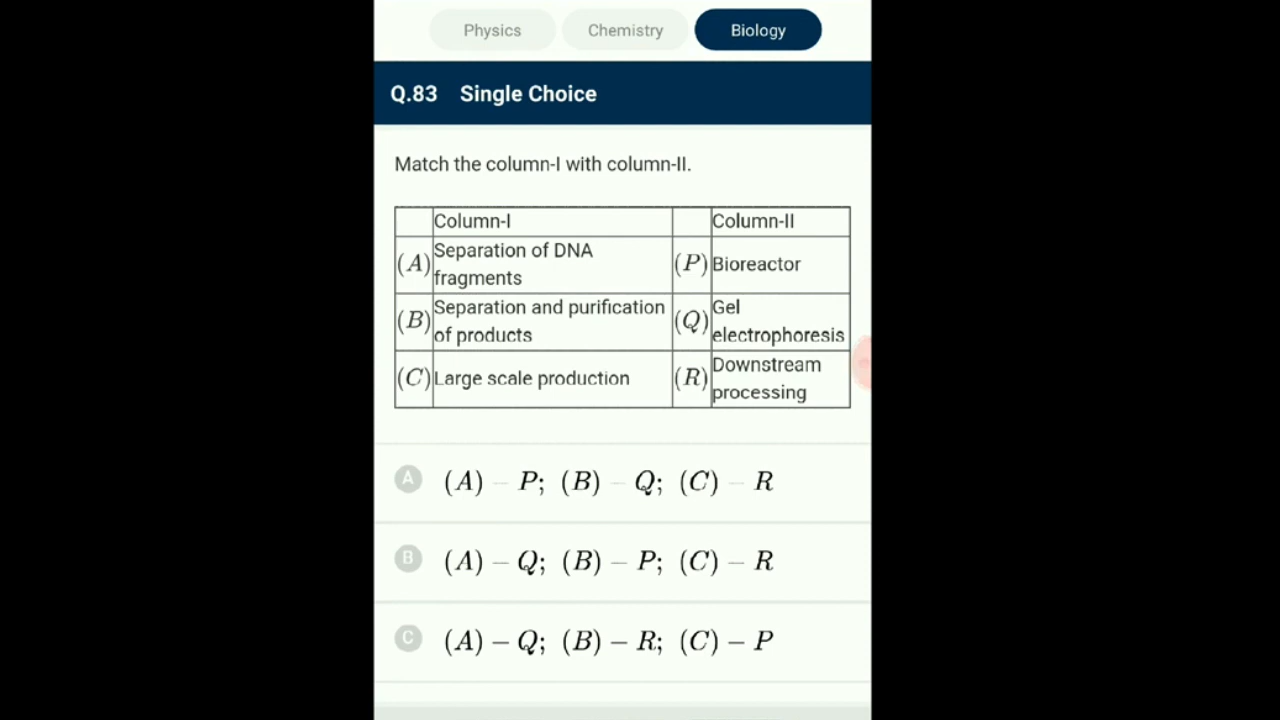 Physics Chemistry Biology
Q.83 Single Choice
Match the column-I with column-II.
Column-I Column-II
(A) Separation of DNA fragments (P) Bioreactor
(B) Separation and purification of products (Q) Gel electrophoresis
(C) Large scale production (R) Downstream processing
A (A) – P; (B) – Q; (C) – R
B (A) – Q; (B) – P; (C) – R
C (A) – Q; (B) – R; (C) – P